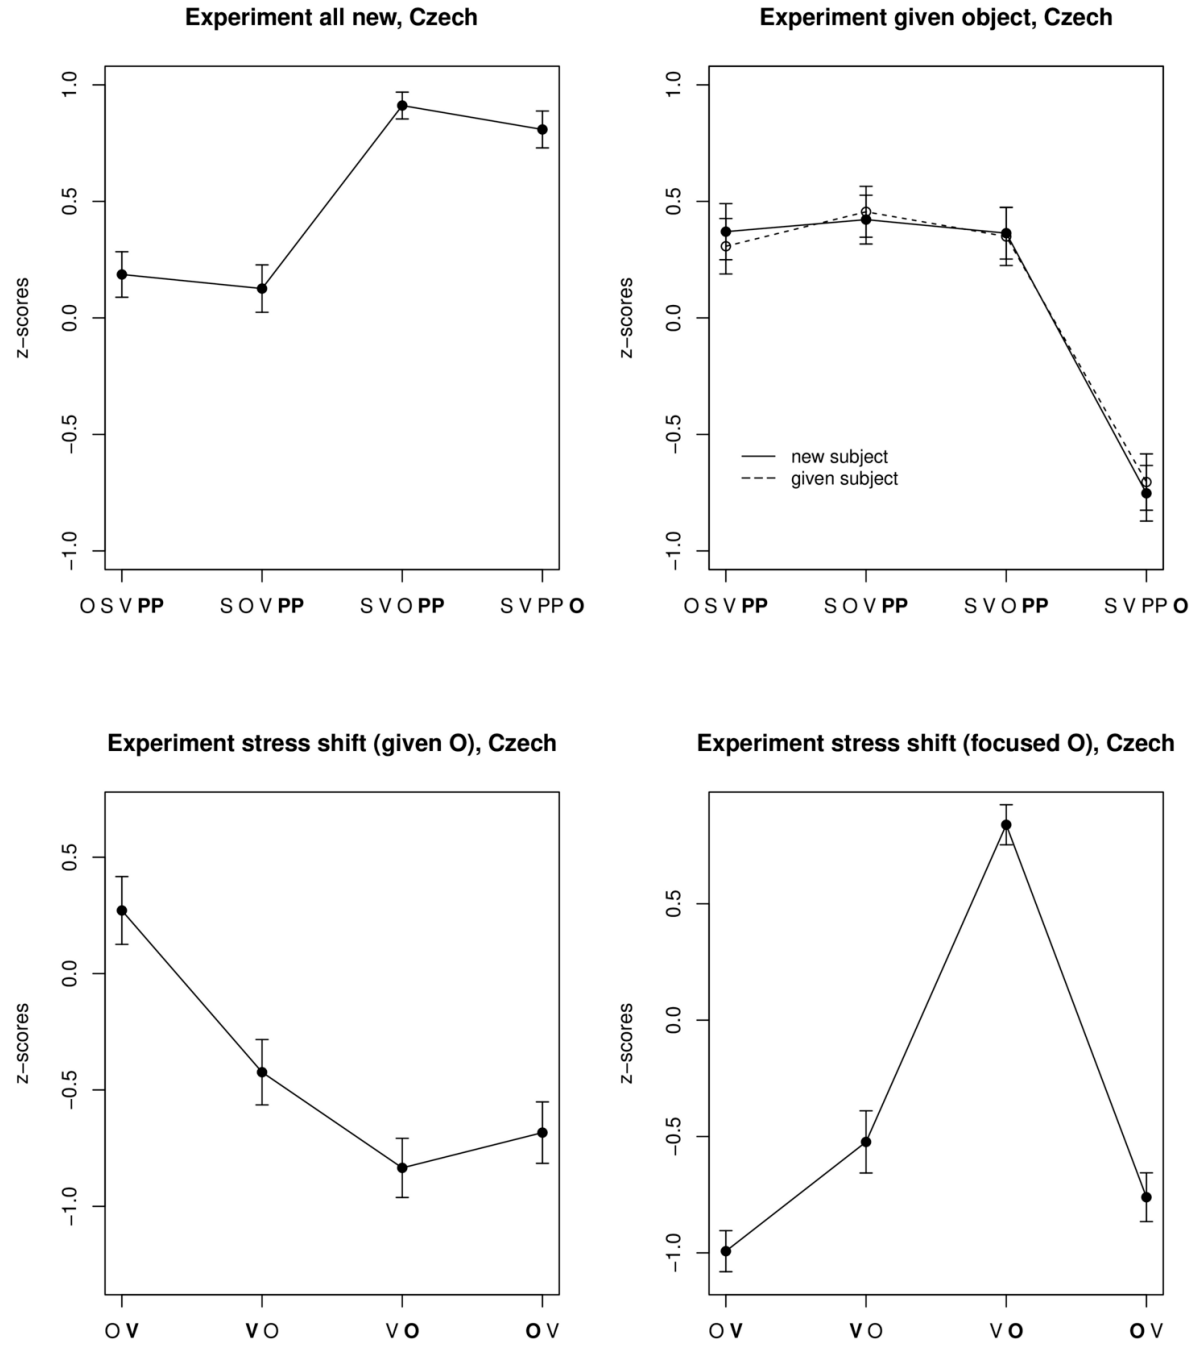 Experiment all new, Czech
z−scores
1.0
0.5
0.0
−0.5
−1.0
O S V PP
S O V PP
S V O PP
S V PP O
Experiment given object, Czech
z−scores
1.0
0.5
0.0
−0.5
−1.0
new subject
given subject
O S V PP
S O V PP
S V O PP
S V PP O
Experiment stress shift (given O), Czech
z−scores
0.5
0.0
−0.5
−1.0
O V
V O
V O
O V
Experiment stress shift (focused O), Czech
z−scores
0.5
0.0
−0.5
−1.0
O V
V O
V O
O V